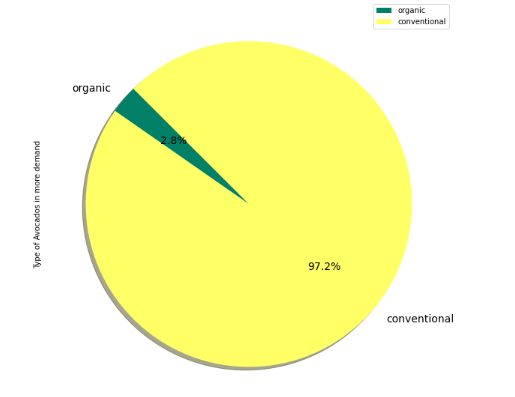 organic
conventional
organic
2.8%
Type of Avocados in more demand
97.2%
conventional